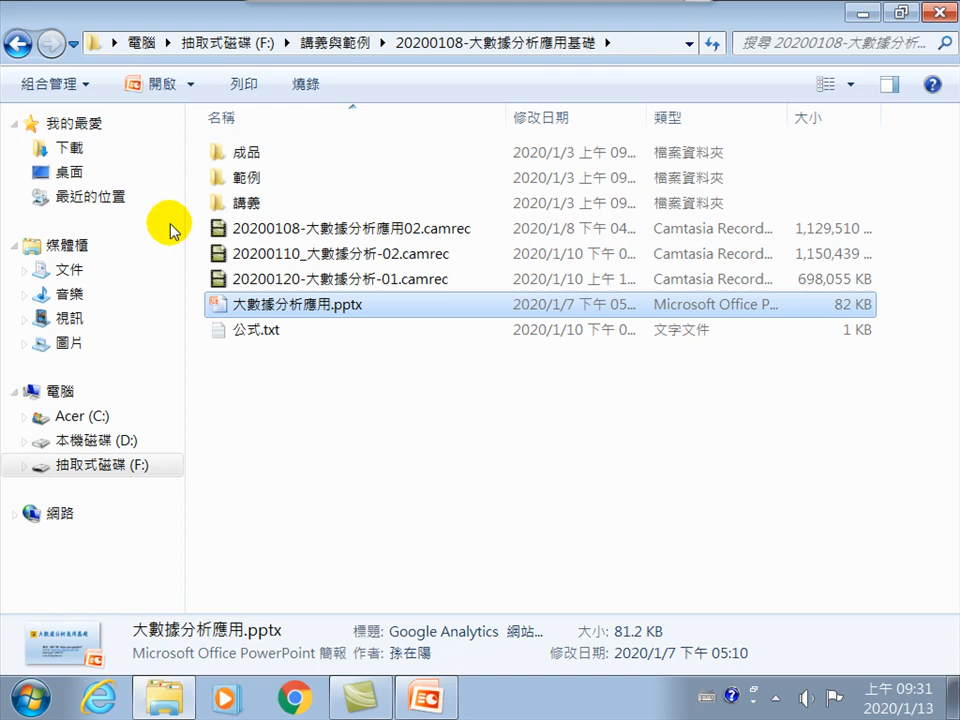 電腦 ▸ 抽取式磁碟 (F:) ▸ 講義與範例 ▸ 20200108-大數據分析應用基礎 ▸
搜尋 20200108-大數據分析...
組合管理 開啟 列印 燒錄
名稱 修改日期 類型 大小
我的最愛
下載
桌面
最近的位置
媒體櫃
文件
音樂
視訊
圖片
電腦
Acer (C:)
本機磁碟 (D:)
抽取式磁碟 (F:)
網路
成品 2020/1/3 上午 09... 檔案資料夾
範例 2020/1/3 上午 09... 檔案資料夾
講義 2020/1/3 上午 09... 檔案資料夾
20200108-大數據分析應用02.camrec 2020/1/8 下午 04... Camtasia Record... 1,129,510 ...
20200110_大數據分析-02.camrec 2020/1/10 下午 0... Camtasia Record... 1,150,439 ...
20200120-大數據分析-01.camrec 2020/1/10 上午 1... Camtasia Record... 698,055 KB
大數據分析應用.pptx 2020/1/7 下午 05... Microsoft Office P... 82 KB
公式.txt 2020/1/10 下午 0... 文字文件 1 KB
大數據分析應用基礎
大數據分析應用.pptx 標題: Google Analytics 網站... 大小: 81.2 KB
Microsoft Office PowerPoint 簡報 作者: 孫在陽 修改日期: 2020/1/7 下午 05:10
上午 09:31
2020/1/13